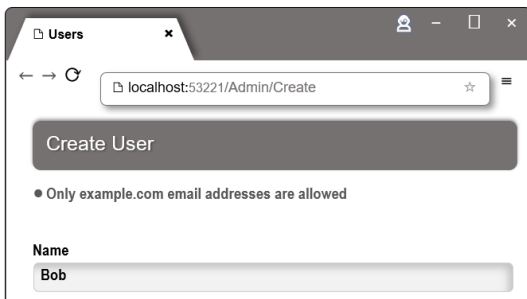 Users
localhost:53221/Admin/Create
Create User
Only example.com email addresses are allowed
Name
Bob